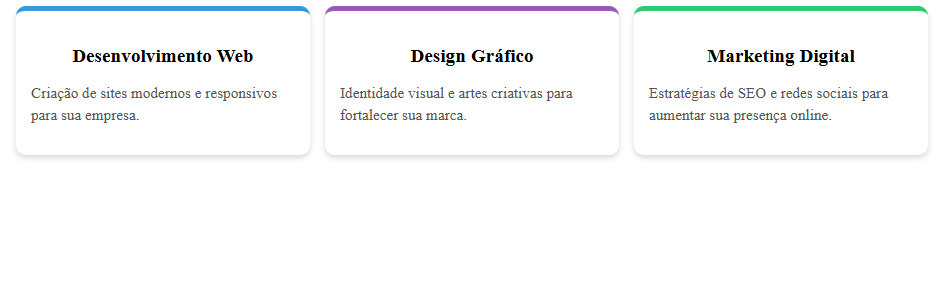 Desenvolvimento Web
Criação de sites modernos e responsivos
para sua empresa.
Design Gráfico
Identidade visual e artes criativas para
fortalecer sua marca.
Marketing Digital
Estratégias de SEO e redes sociais para
aumentar sua presença online.